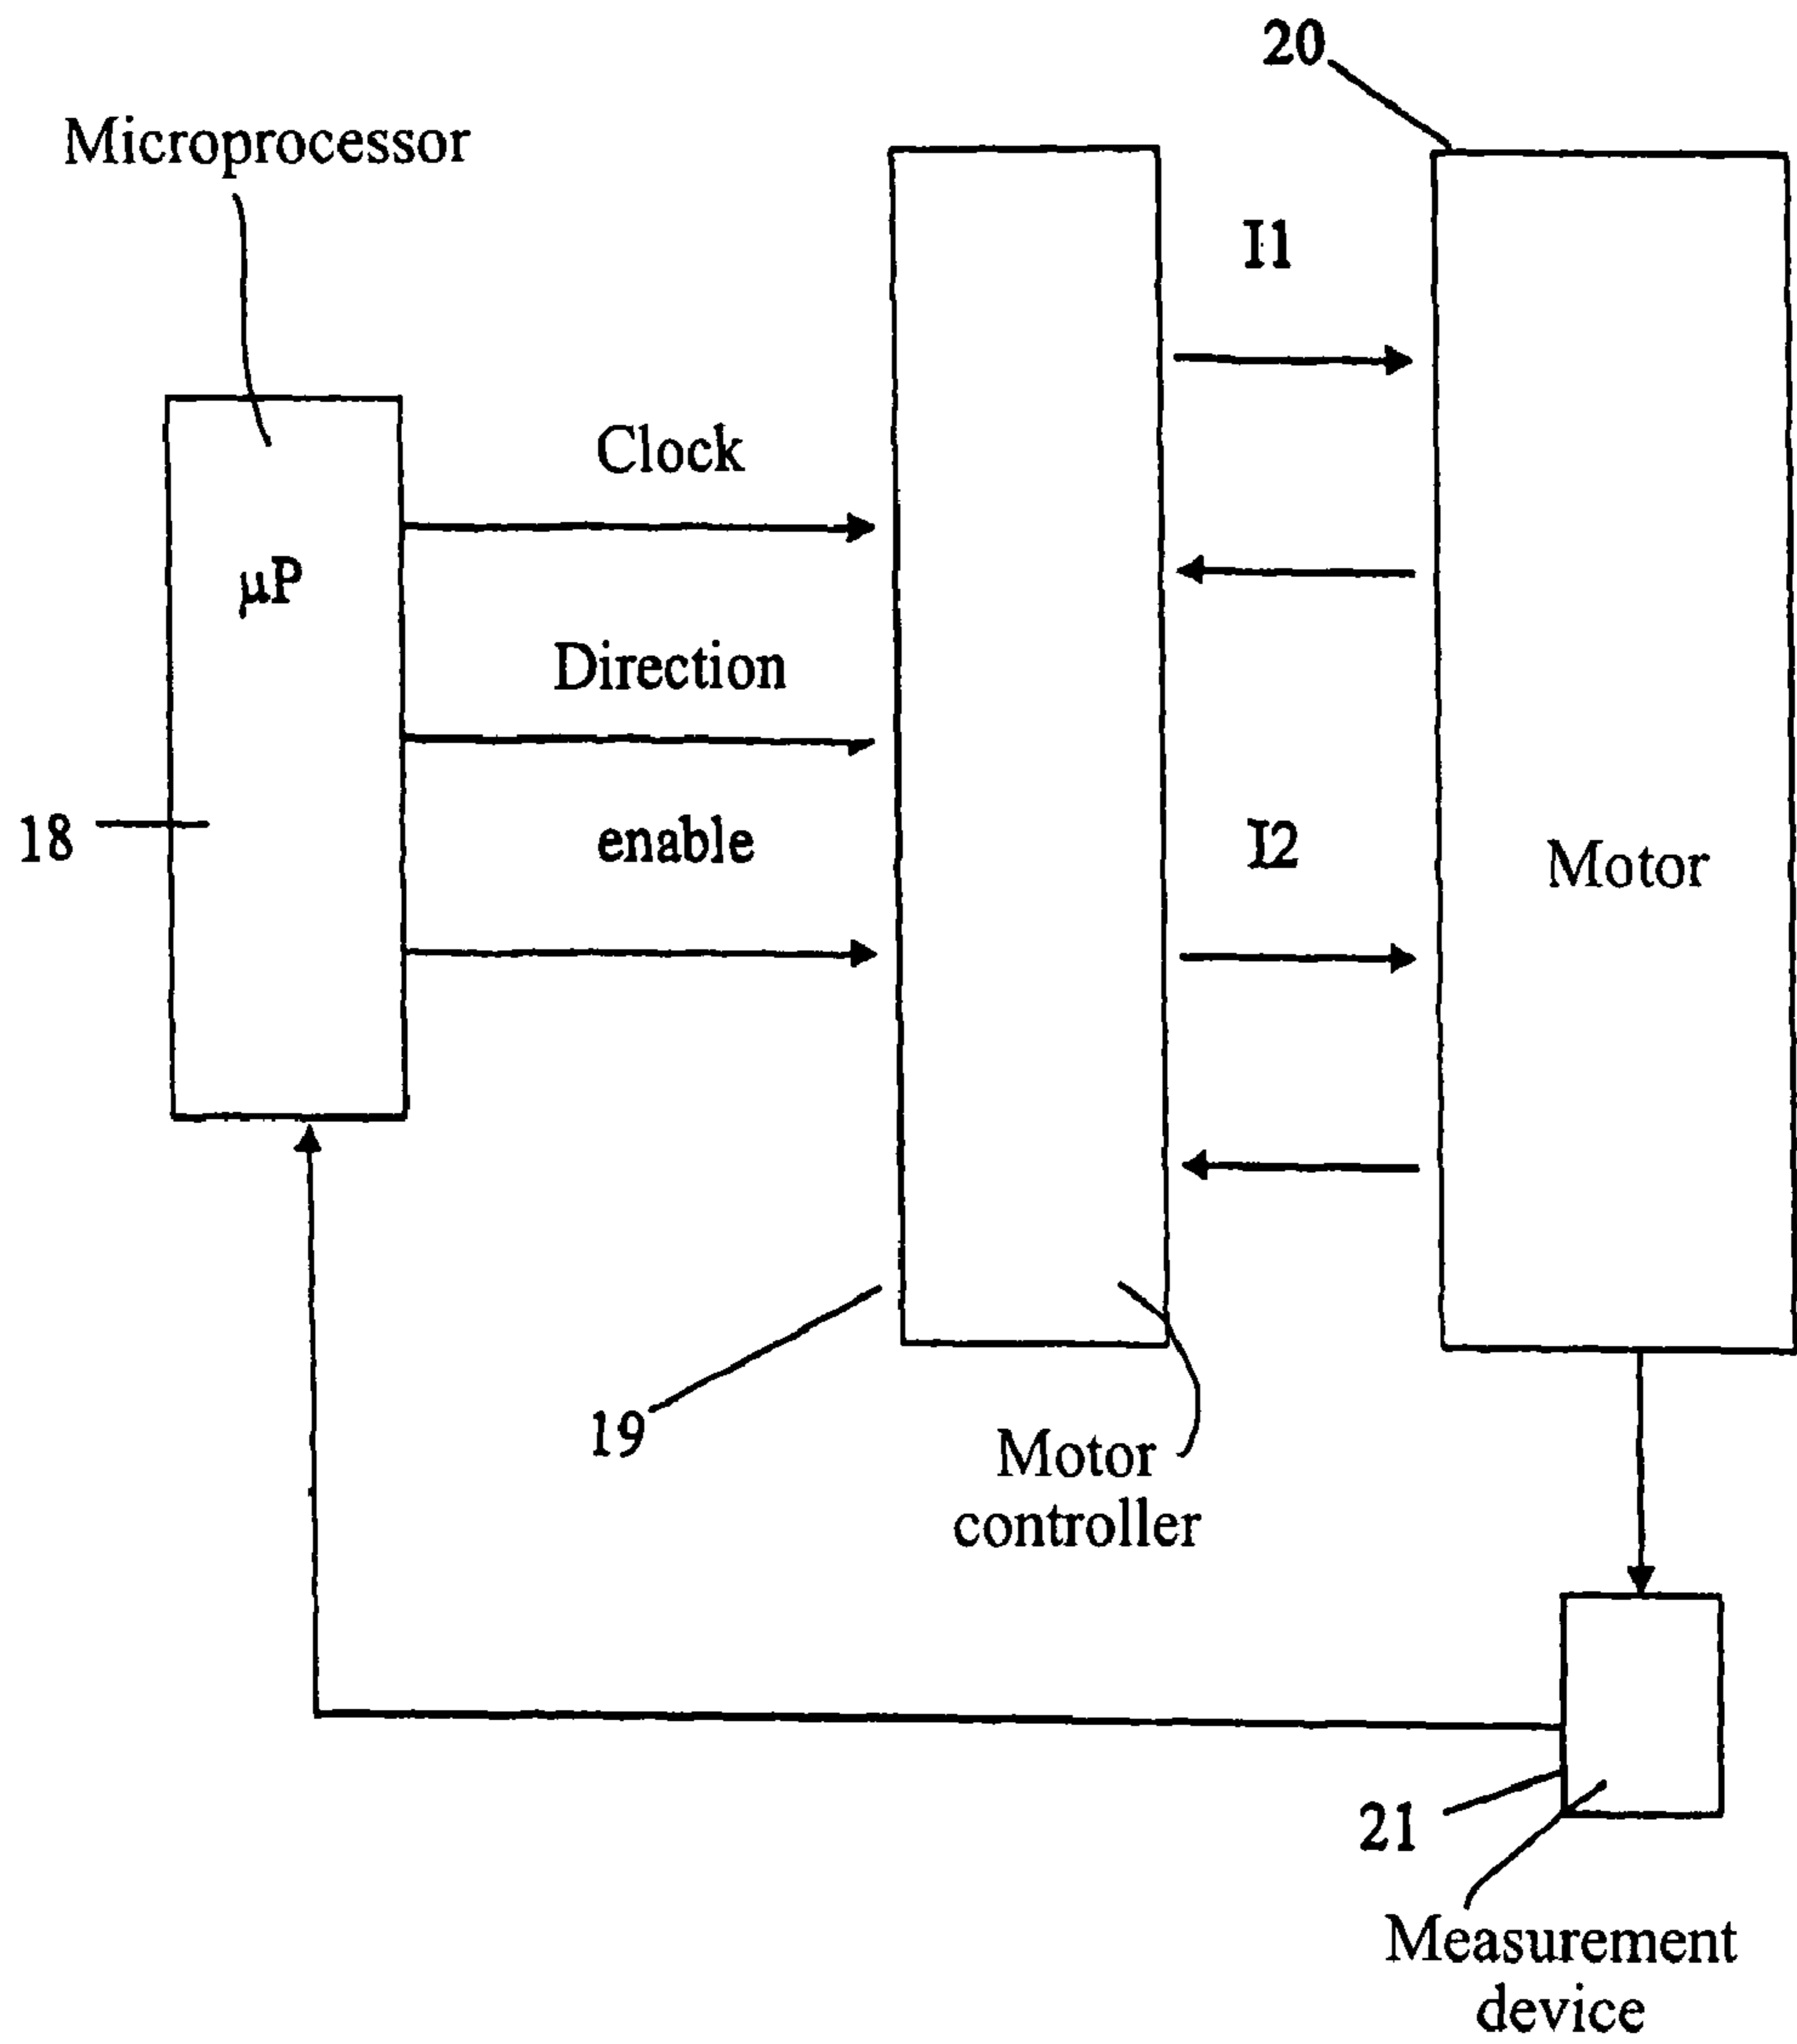 20
Microprocessor
I1
Clock
µP
Direction
18
enable
I2
Motor
19
Motor
controller
21
Measurement
device